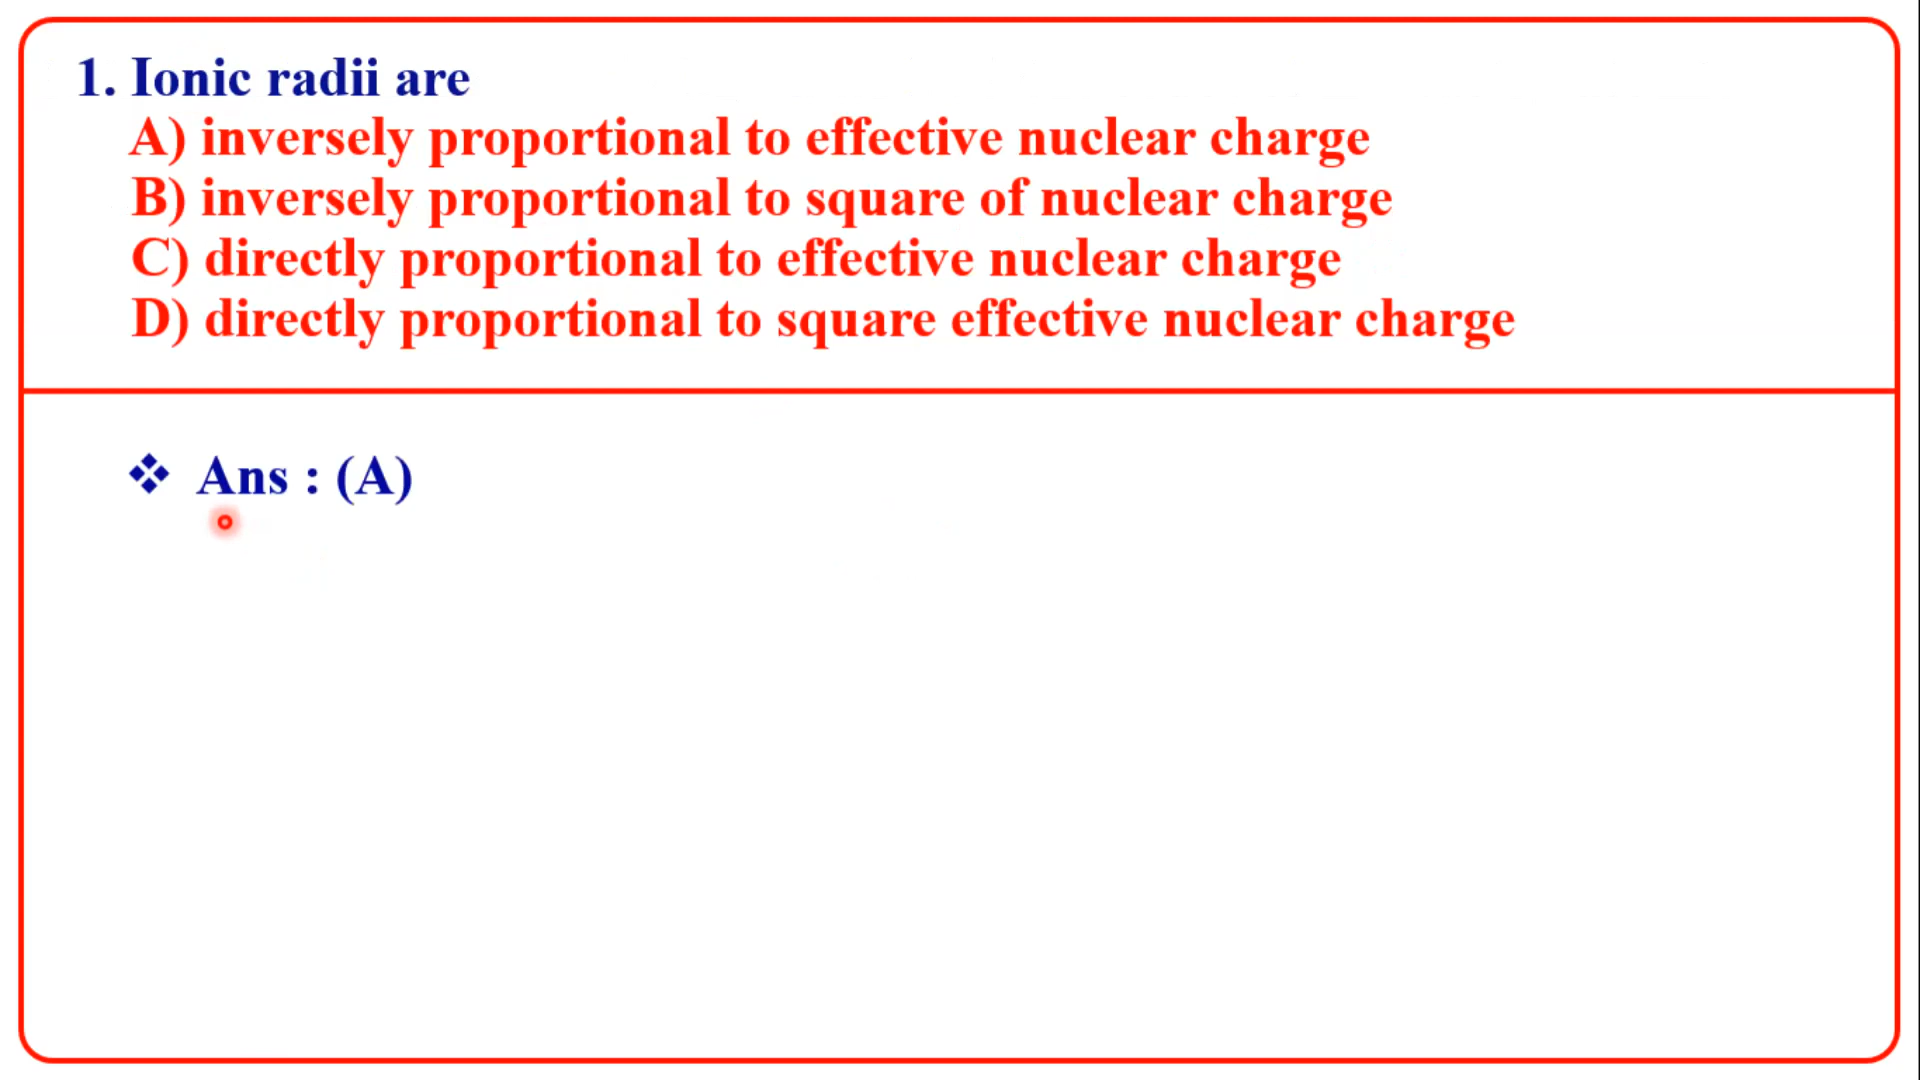 1. Ionic radii are
A) inversely proportional to effective nuclear charge
B) inversely proportional to square of nuclear charge
C) directly proportional to effective nuclear charge
D) directly proportional to square effective nuclear charge
❖ Ans : (A)